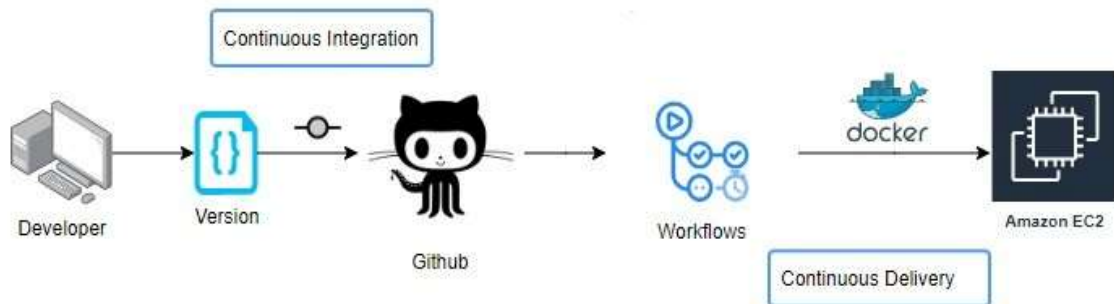 Continuous Integration
docker
Developer
Version
Github
Workflows
Amazon EC2
Continuous Delivery